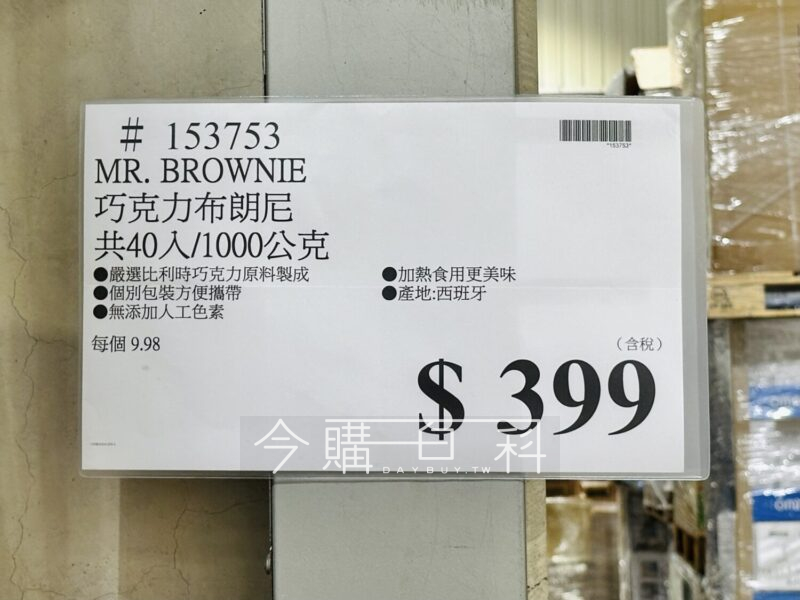 # 153753
*153753*
MR. BROWNIE
巧克力布朗尼
共40入/1000公克
●嚴選比利時巧克力原料製成
●個別包裝方便攜帶
●無添加人工色素
●加熱食用更美味
●產地:西班牙
每個 9.98
(含稅)
$ 399
今購百科
DAYBUY.TW